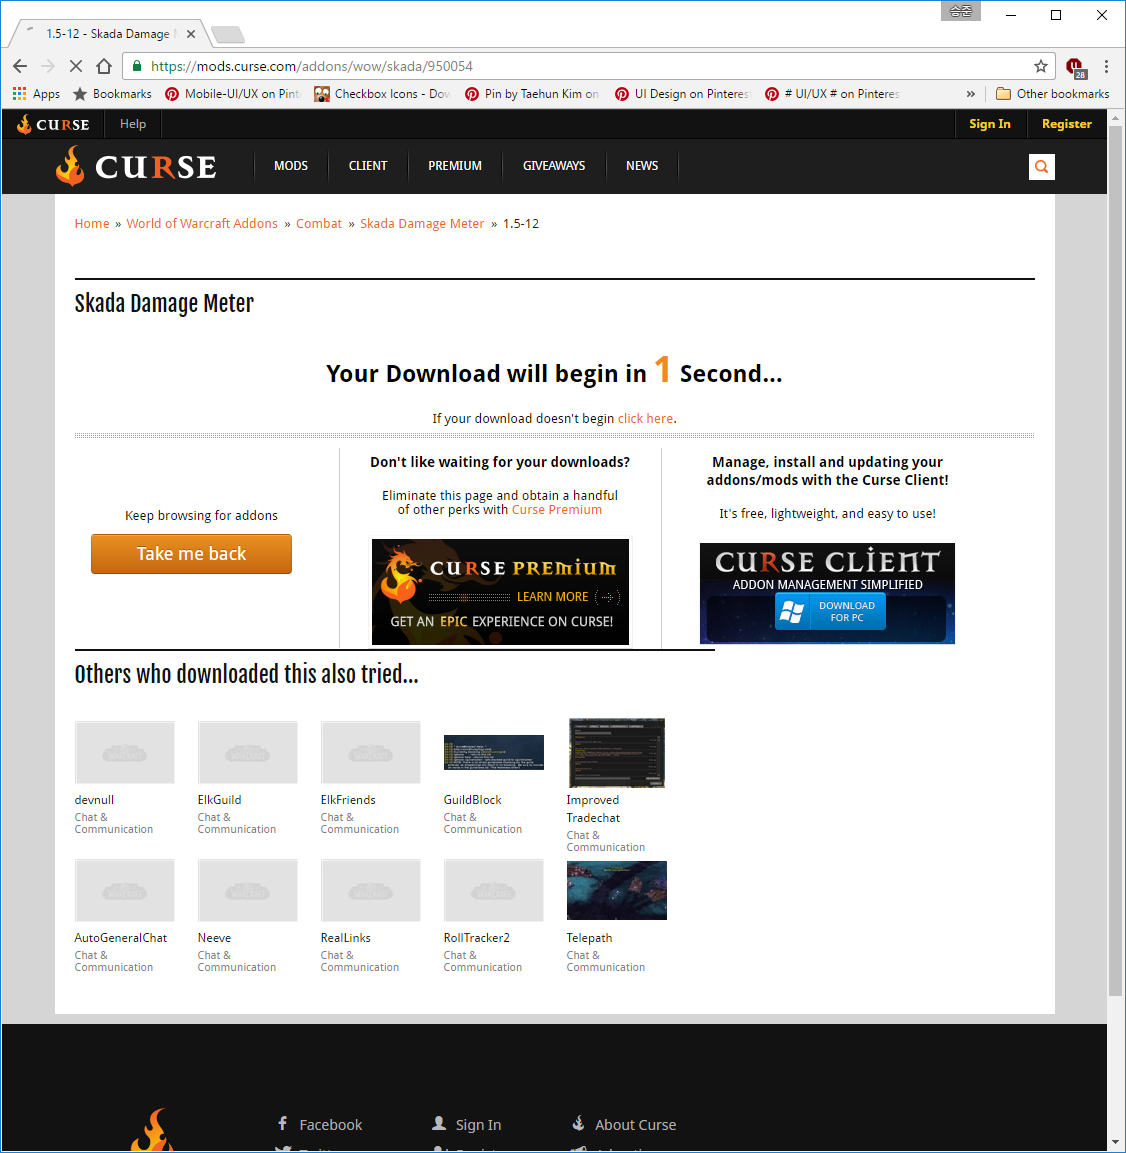 송준
1.5-12 - Skada Damage
https://mods.curse.com/addons/wow/skada/950054
28
Apps
Bookmarks
Mobile-UI/UX on Pint
Checkbox Icons - Dow
Pin by Taehun Kim on
UI Design on Pinteres
# UI/UX # on Pinteres
»
Other bookmarks
CURSE
Help
Sign In
Register
CURSE
MODS
CLIENT
PREMIUM
GIVEAWAYS
NEWS
Home » World of Warcraft Addons » Combat » Skada Damage Meter » 1.5-12
Skada Damage Meter
Your Download will begin in 1 Second...
If your download doesn't begin click here.
Keep browsing for addons
Take me back
Don't like waiting for your downloads?
Eliminate this page and obtain a handful
of other perks with Curse Premium
CURSE PREMIUM
LEARN MORE
GET AN EPIC EXPERIENCE ON CURSE!
Manage, install and updating your
addons/mods with the Curse Client!
It's free, lightweight, and easy to use!
CURSE CLIENT
ADDON MANAGEMENT SIMPLIFIED
DOWNLOAD
FOR PC
Others who downloaded this also tried...
devnull
Chat &
Communication
ElkGuild
Chat &
Communication
ElkFriends
Chat &
Communication
GuildBlock
Chat &
Communication
Improved
Tradechat
Chat &
Communication
AutoGeneralChat
Chat &
Communication
Neeve
Chat &
Communication
RealLinks
Chat &
Communication
RollTracker2
Chat &
Communication
Telepath
Chat &
Communication
Facebook
Sign In
About Curse